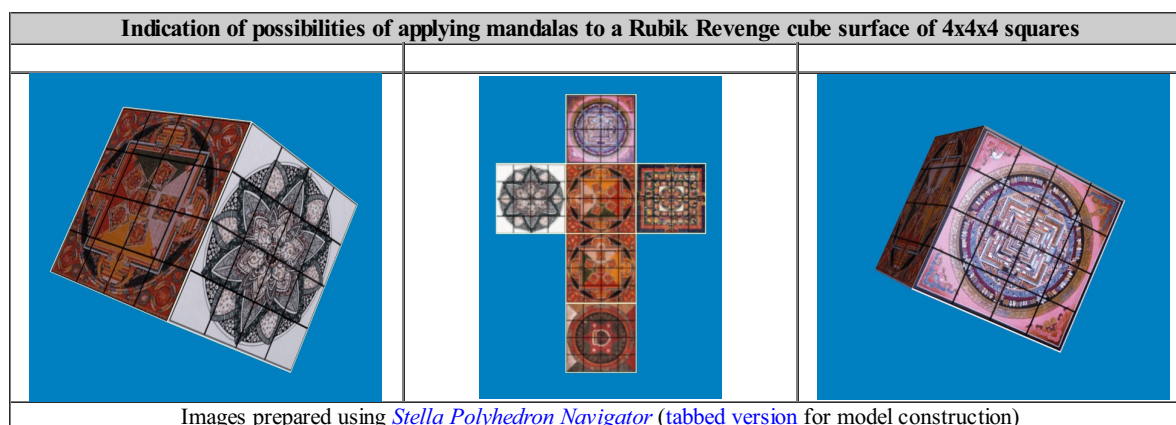 Indication of possibilities of applying mandalas to a Rubik Revenge cube surface of 4x4x4 squares
Images prepared using Stella Polyhedron Navigator (tabbed version for model construction)